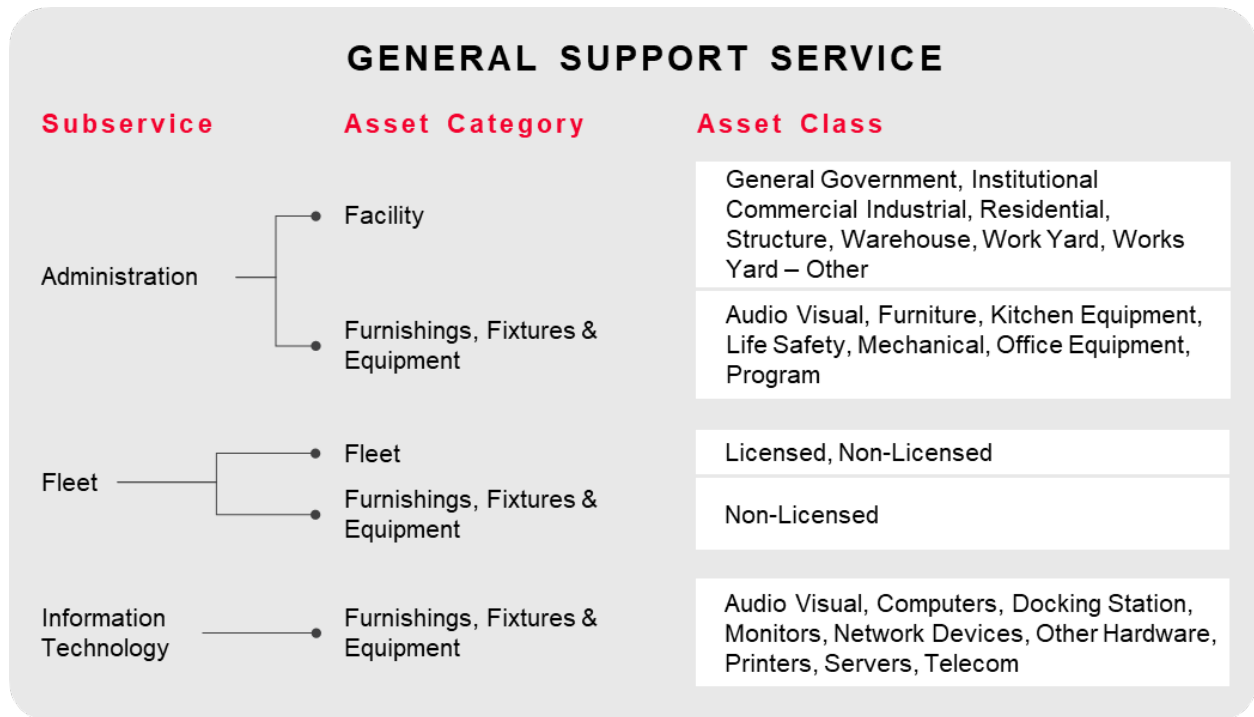 GENERAL SUPPORT SERVICE
Subservice
Asset Category
Asset Class
Administration
Facility
General Government, Institutional
Commercial Industrial, Residential,
Structure, Warehouse, Work Yard, Works
Yard – Other
Furnishings, Fixtures &
Equipment
Audio Visual, Furniture, Kitchen Equipment,
Life Safety, Mechanical, Office Equipment,
Program
Fleet
Fleet
Licensed, Non-Licensed
Furnishings, Fixtures &
Equipment
Non-Licensed
Information
Technology
Furnishings, Fixtures &
Equipment
Audio Visual, Computers, Docking Station,
Monitors, Network Devices, Other Hardware,
Printers, Servers, Telecom